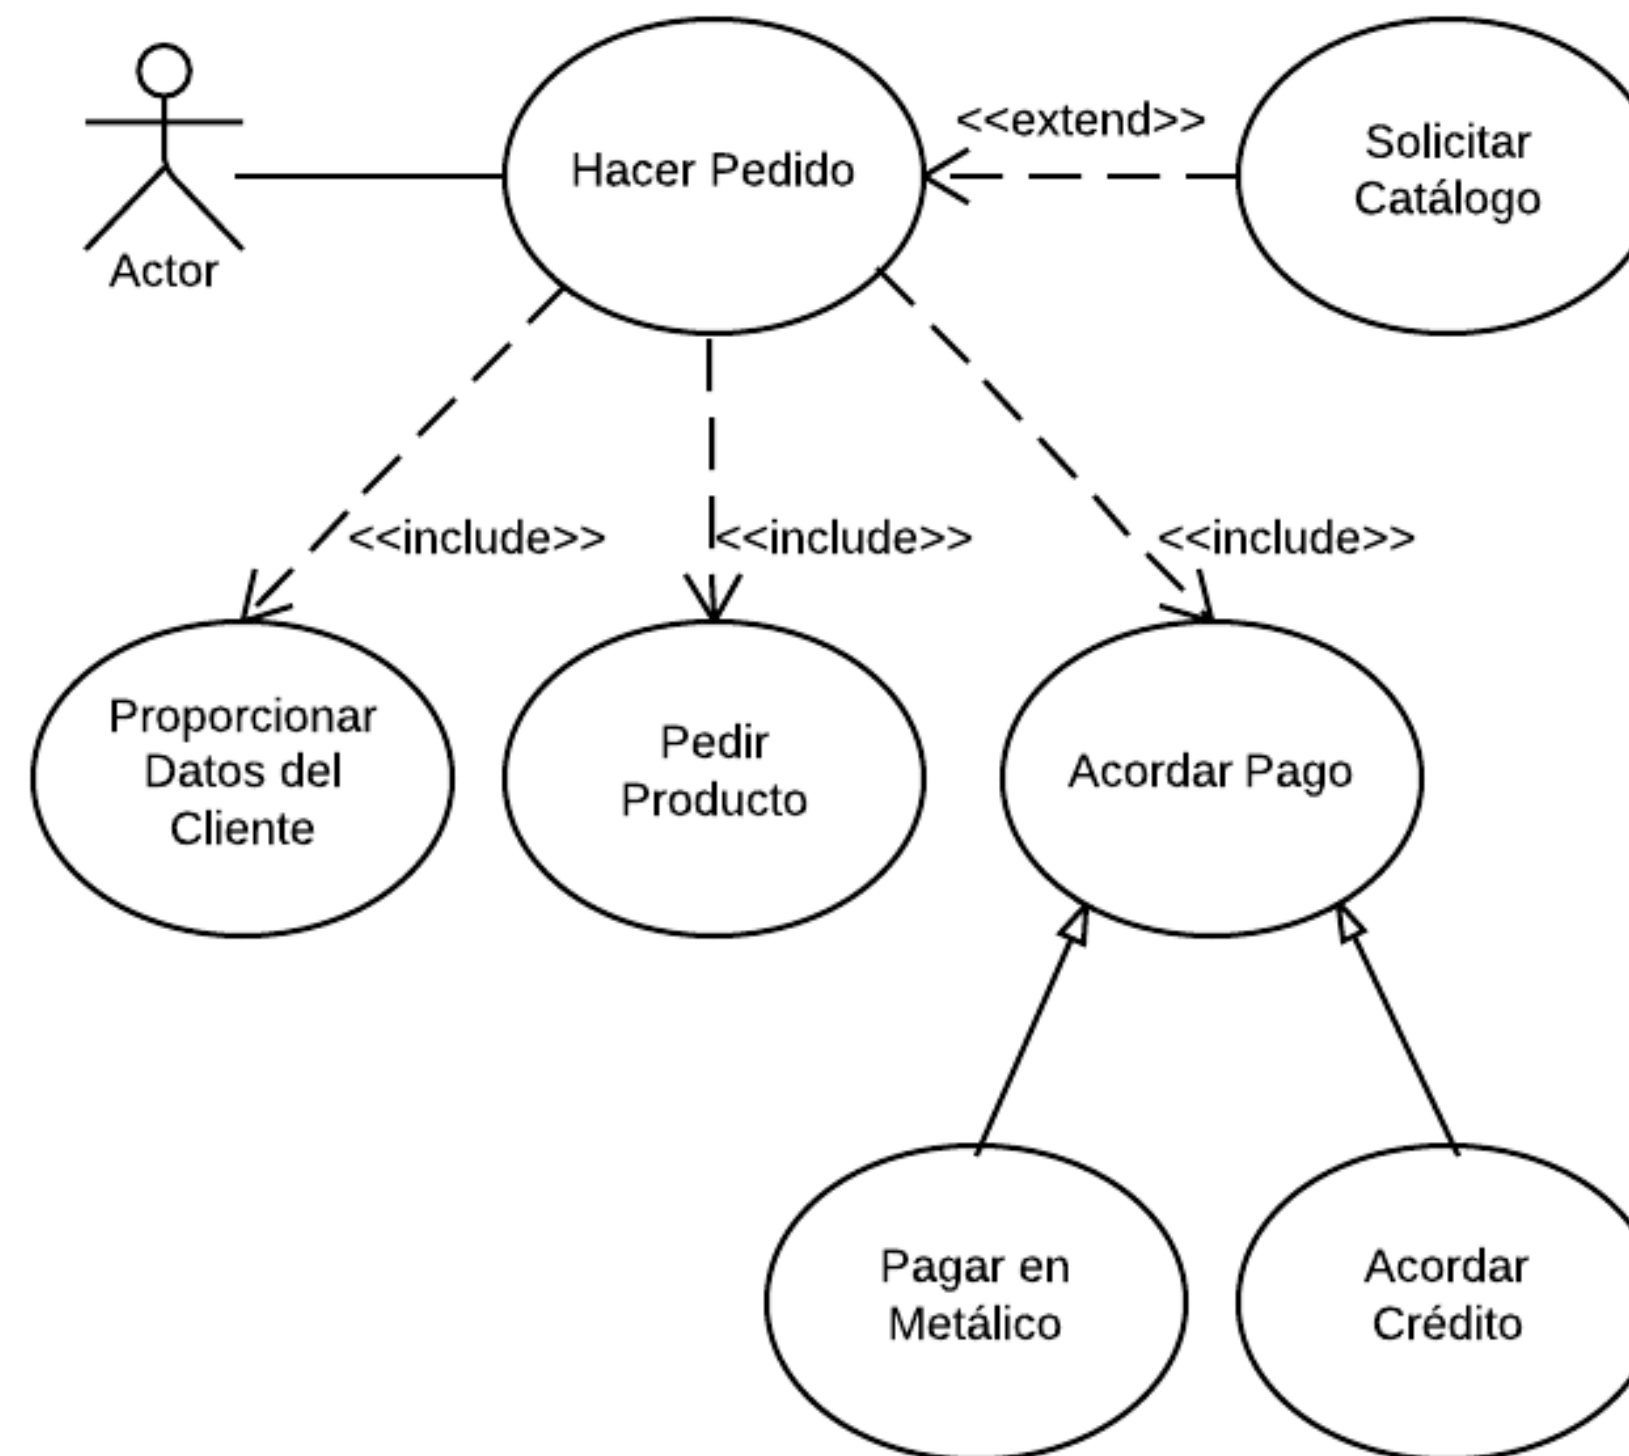 <<extend>>
Hacer Pedido
Solicitar
Catálogo
Actor
<<include>>
<<include>>
<<include>>
Proporcionar
Datos del
Cliente
Pedir
Producto
Acordar Pago
Pagar en
Metálico
Acordar
Crédito